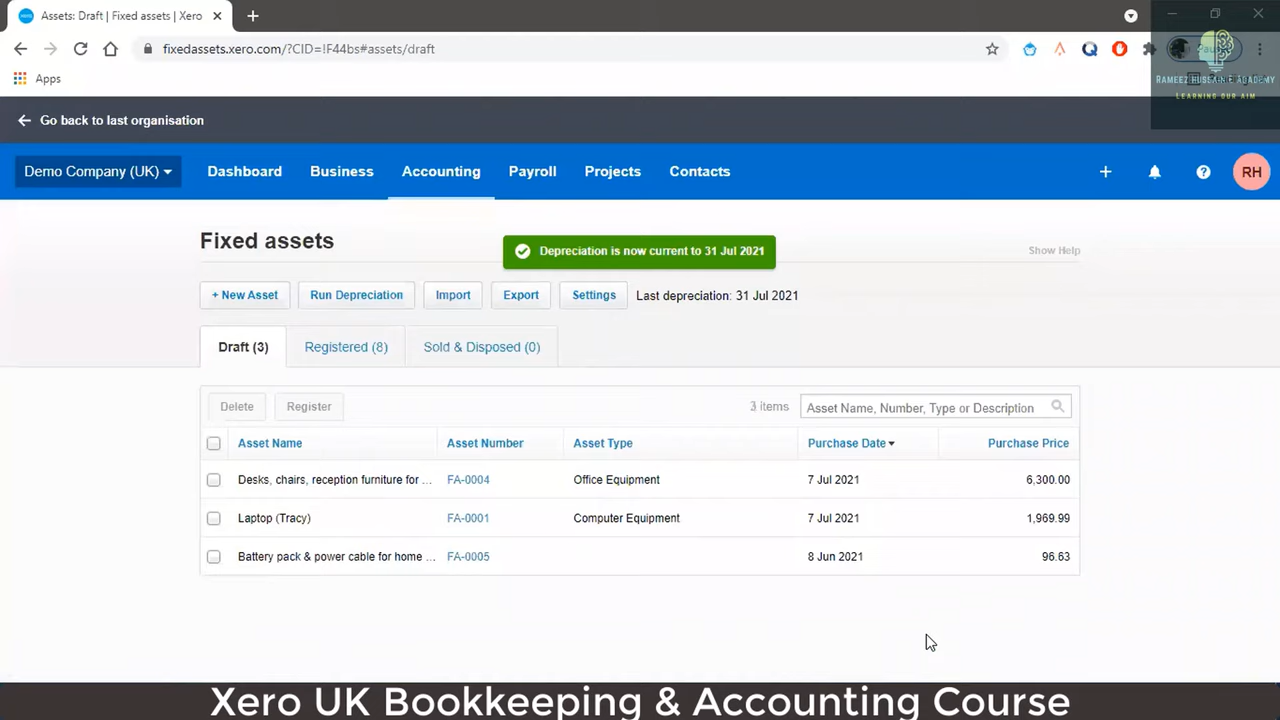 Assets: Draft | Fixed assets | Xero
fixedassets.xero.com/?CID=!F44bs#assets/draft
Apps
RAMEEZ HUSSAIN E ACADEMY
LEARNING OUR AIM
Go back to last organisation
Demo Company (UK)
Dashboard
Business
Accounting
Payroll
Projects
Contacts
RH
Fixed assets
Depreciation is now current to 31 Jul 2021
Show Help
+ New Asset
Run Depreciation
Import
Export
Settings
Last depreciation: 31 Jul 2021
Draft (3)
Registered (8)
Sold & Disposed (0)
Delete
Register
3 items
Asset Name, Number, Type or Description
Asset Name Asset Number Asset Type Purchase Date Purchase Price
Desks, chairs, reception furniture for ... FA-0004 Office Equipment 7 Jul 2021 6,300.00
Laptop (Tracy) FA-0001 Computer Equipment 7 Jul 2021 1,969.99
Battery pack & power cable for home ... FA-0005 8 Jun 2021 96.63
Xero UK Bookkeeping & Accounting Course